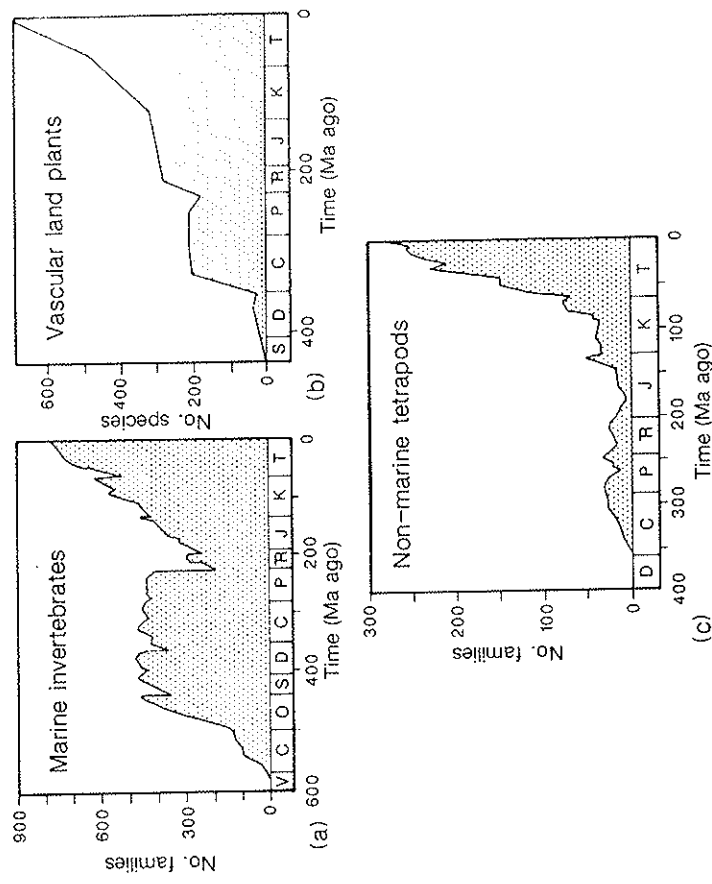 Marine invertebrates
900
600
300
0
No. families
V C O S D C P R J K T
600 400 200 0
Time (Ma ago)
(a)
Vascular land plants
600
400
200
0
No. species
S D C P R J K T
400 200 0
Time (Ma ago)
(b)
Non-marine tetrapods
300
200
100
0
No. families
D C P R J K T
400 300 200 100 0
Time (Ma ago)
(c)